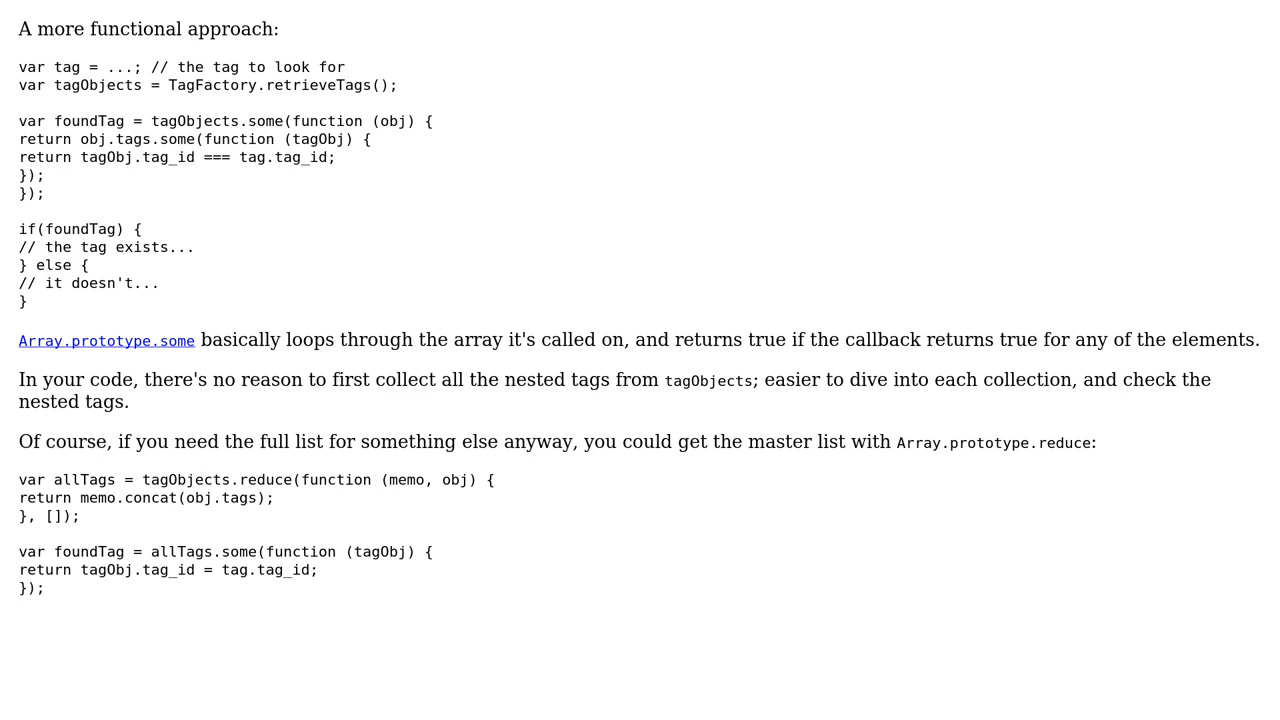 A more functional approach:
var tag = ...; // the tag to look for
var tagObjects = TagFactory.retrieveTags();
var foundTag = tagObjects.some(function (obj) {
return obj.tags.some(function (tagObj) {
return tagObj.tag_id === tag.tag_id;
});
});
if(foundTag) {
// the tag exists...
} else {
// it doesn't...
}
Array.prototype.some basically loops through the array it's called on, and returns true if the callback returns true for any of the elements.
In your code, there's no reason to first collect all the nested tags from tagObjects; easier to dive into each collection, and check the
nested tags.
Of course, if you need the full list for something else anyway, you could get the master list with Array.prototype.reduce:
var allTags = tagObjects.reduce(function (memo, obj) {
return memo.concat(obj.tags);
}, []);
var foundTag = allTags.some(function (tagObj) {
return tagObj.tag_id = tag.tag_id;
});